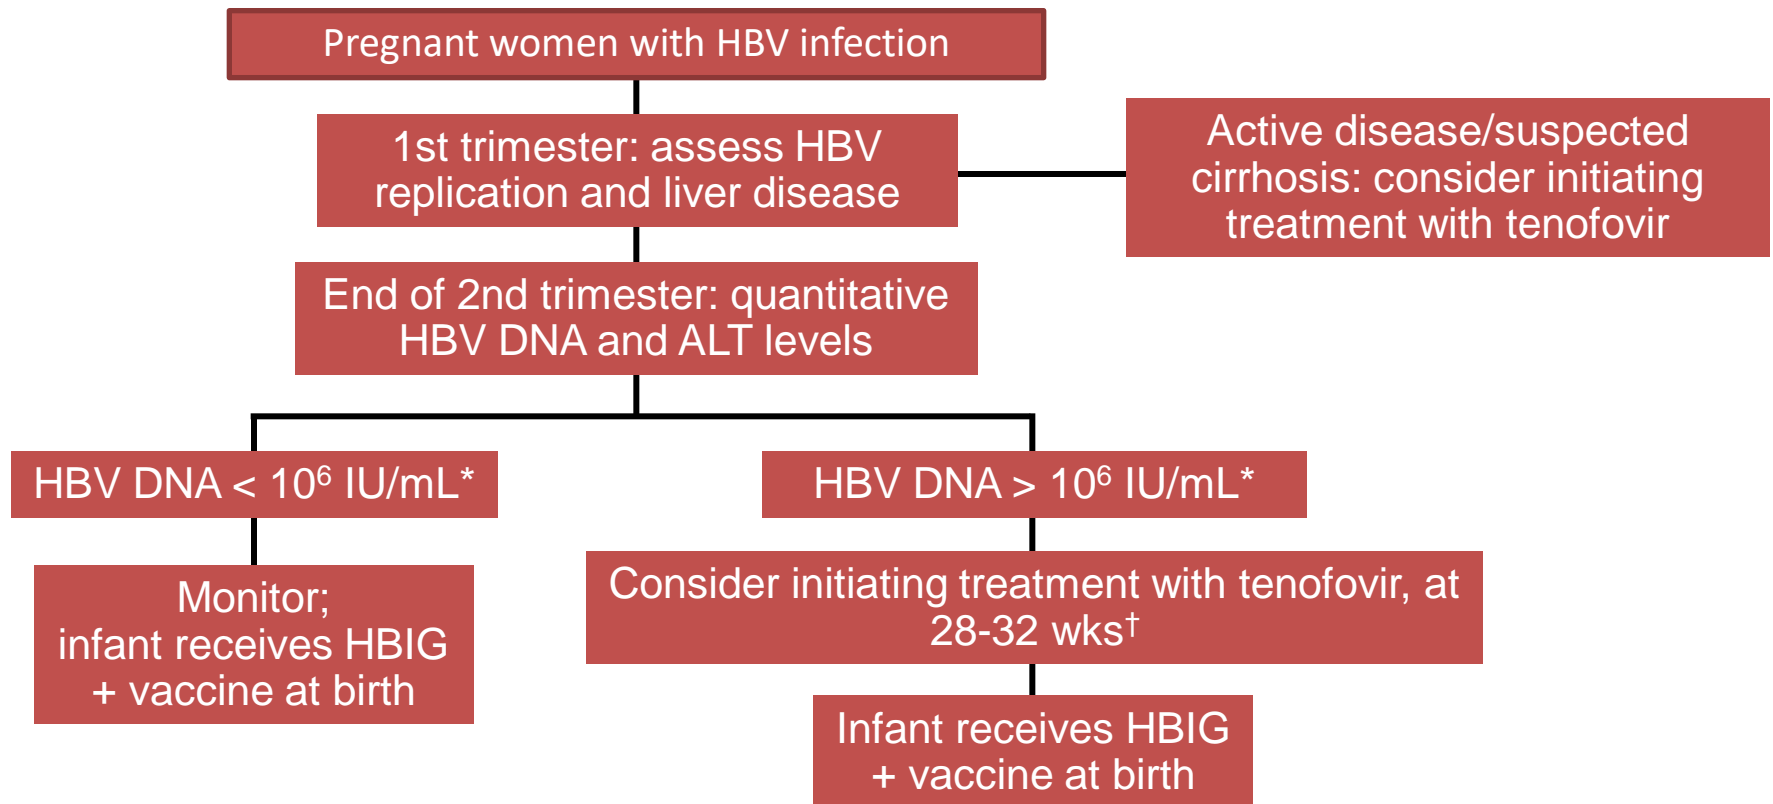 Pregnant women with HBV infection
1st trimester: assess HBV
replication and liver disease
Active disease/suspected
cirrhosis: consider initiating
treatment with tenofovir
End of 2nd trimester: quantitative
HBV DNA and ALT levels
HBV DNA < 10⁶ IU/mL*
HBV DNA > 10⁶ IU/mL*
Monitor;
infant receives HBIG
+ vaccine at birth
Consider initiating treatment with tenofovir, at
28-32 wks†
Infant receives HBIG
+ vaccine at birth